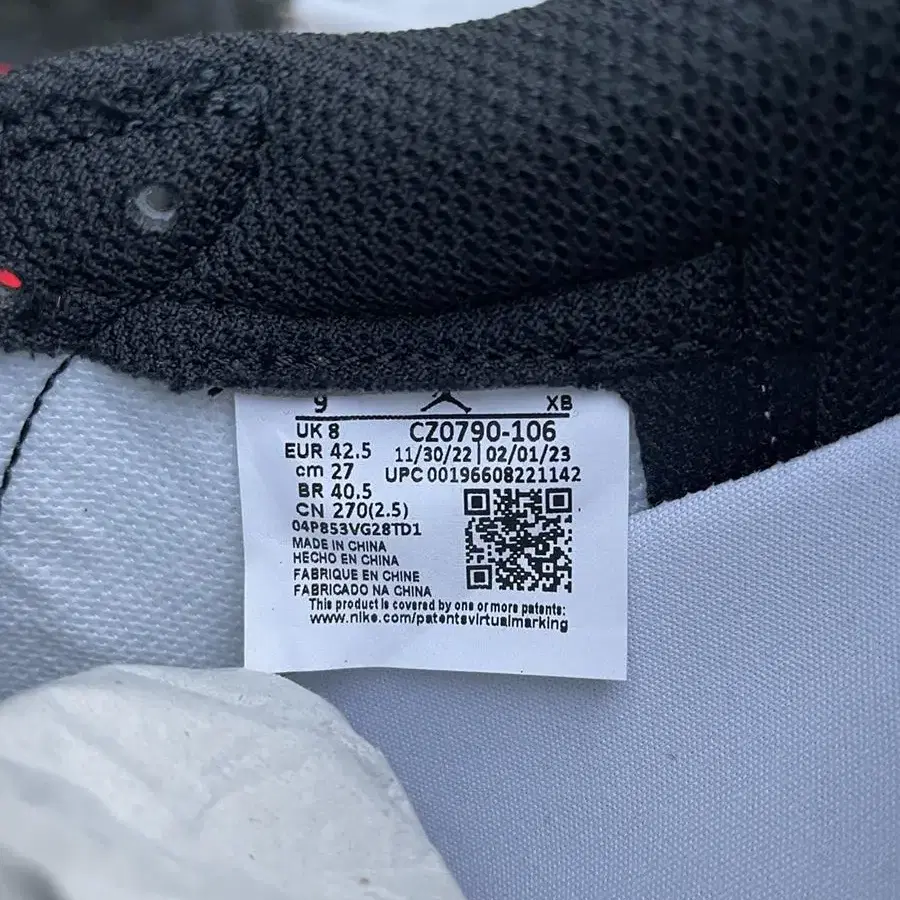 9 XB
UK 8 CZ0790-106
EUR 42.5 11/30/22 | 02/01/23
cm 27 UPC 00196608221142
BR 40.5
CN 270(2.5)
04P853VG28TD1
MADE IN CHINA
HECHO EN CHINA
FABRIQUE EN CHINE
FABRICADO NA CHINA
This product is covered by one or more patents:
www.nike.com/patentsvirtualmarking